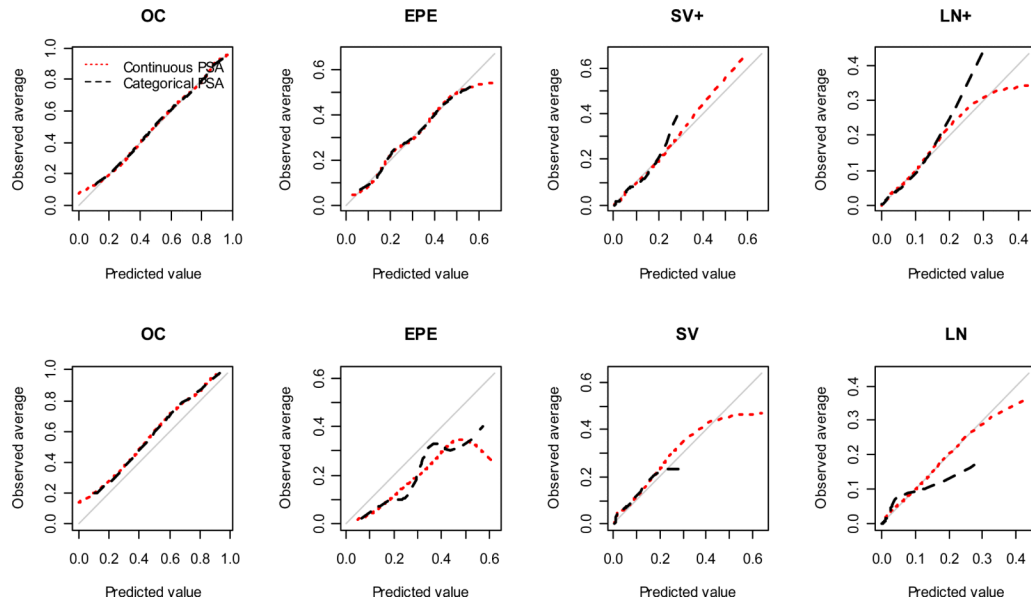 OC
EPE
SV+
LN+
Observed average
0.0 0.2 0.4 0.6 0.8 1.0
Continuous PSA
Categorical PSA
0.0 0.2 0.4 0.6 0.8 1.0
Predicted value
Observed average
0.0 0.2 0.4 0.6
0.0 0.2 0.4 0.6
Predicted value
Observed average
0.0 0.2 0.4 0.6
0.0 0.2 0.4 0.6
Predicted value
Observed average
0.0 0.1 0.2 0.3 0.4
0.0 0.1 0.2 0.3 0.4
Predicted value
OC
EPE
SV
LN
Observed average
0.0 0.2 0.4 0.6 0.8 1.0
0.0 0.2 0.4 0.6 0.8 1.0
Predicted value
Observed average
0.0 0.2 0.4 0.6
0.0 0.2 0.4 0.6
Predicted value
Observed average
0.0 0.2 0.4 0.6
0.0 0.2 0.4 0.6
Predicted value
Observed average
0.0 0.1 0.2 0.3 0.4
0.0 0.1 0.2 0.3 0.4
Predicted value